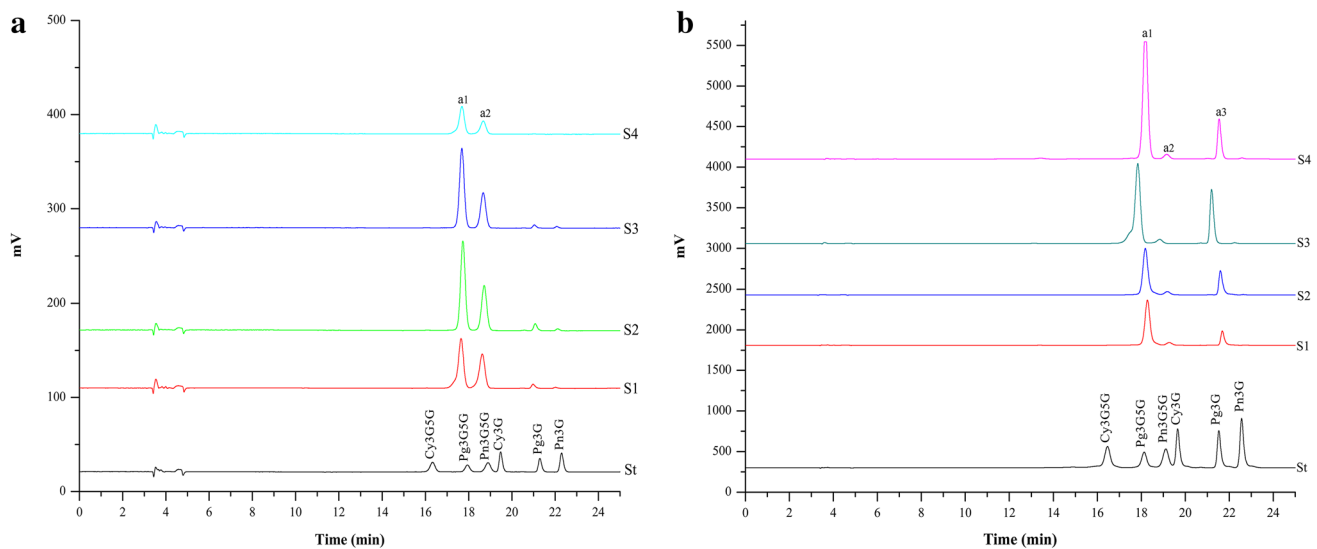 a
500
400
300
200
100
0
mV
a1
a2
S4
S3
S2
S1
St
Cy3G5G
Pg3G5G
Pn3G5G
Cy3G
Pg3G
Pn3G
0 2 4 6 8 10 12 14 16 18 20 22 24
Time (min)
b
5500
5000
4500
4000
3500
3000
2500
2000
1500
1000
500
0
mV
a1
a2
a3
S4
S3
S2
S1
St
Cy3G5G
Pg3G5G
Pn3G5G
Cy3G
Pg3G
Pn3G
0 2 4 6 8 10 12 14 16 18 20 22 24
Time (min)